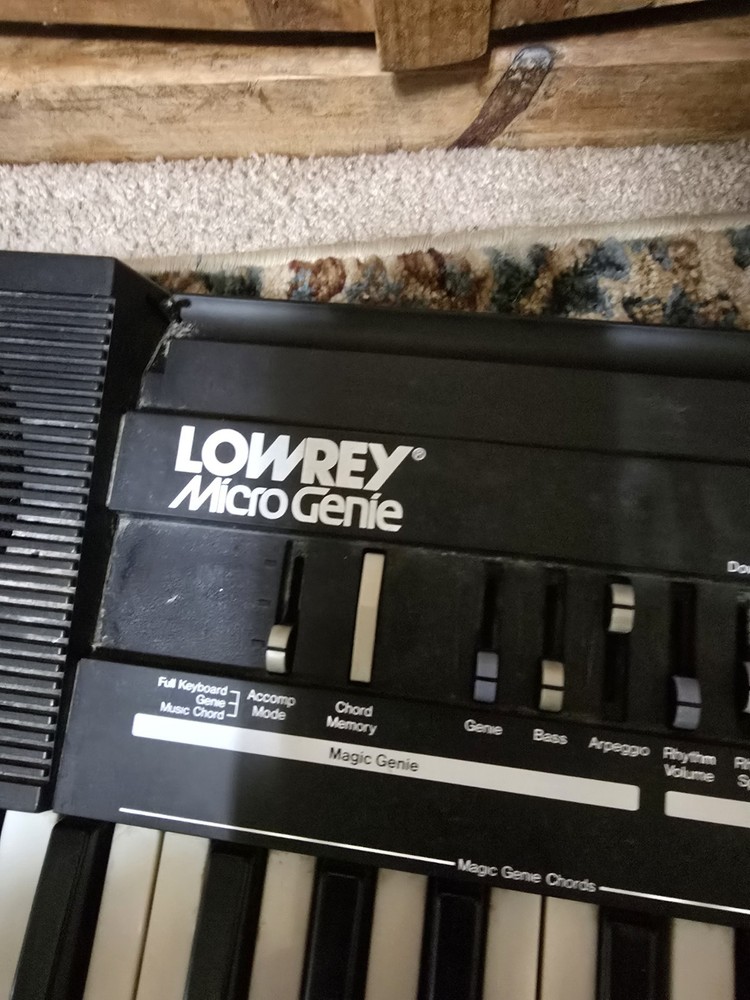 LOWREY®
Micro Genie
Full Keyboard
Genie
Music Chord
Accomp
Mode
Chord
Memory
Genie
Bass
Arpeggio
Rhythm
Volume
Magic Genie
Magic Genie Chords